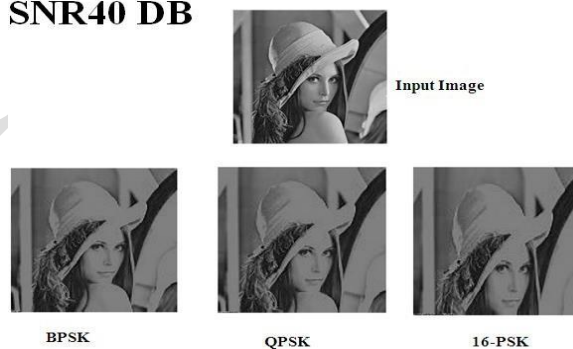 SNR40 DB
Input Image
BPSK
QPSK
16-PSK